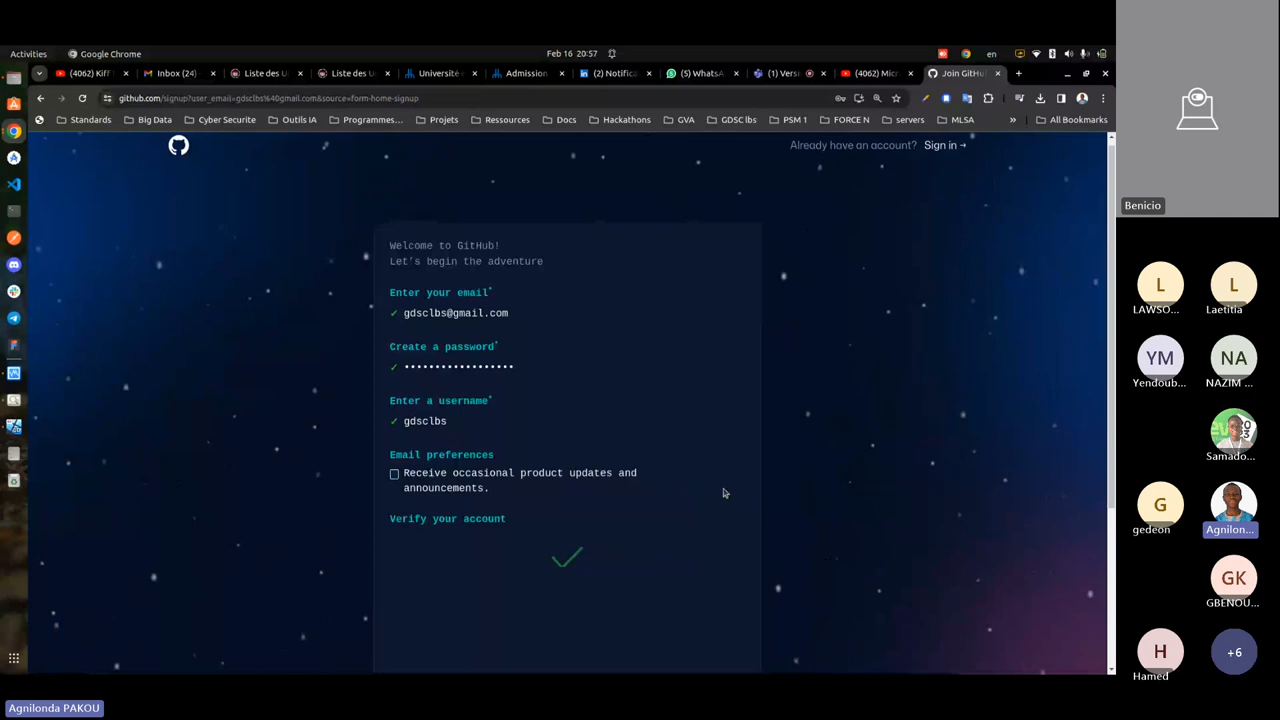 Activities
Google Chrome
Feb 16 20:57
en
(4062) Kiff
Inbox (24)
Liste des
Liste des
Universite
Admission
(2) Notifica
(5) WhatsA
(1) Vers
(4062) Mic
Join GitHu
github.com/signup?user_email=gdsclbs%40gmail.com&source=form-home-signup
Standards
Big Data
Cyber Securite
Outils IA
Programmes...
Projets
Ressources
Docs
Hackathons
GVA
GDSC lbs
PSM 1
FORCE N
servers
MLSA
»
All Bookmarks
Already have an account? Sign in →
Welcome to GitHub!
Let's begin the adventure
Enter your email*
✓ gdsclbs@gmail.com
Create a password*
✓ ••••••••••••••••••
Enter a username*
✓ gdsclbs
Email preferences
Receive occasional product updates and
announcements.
Verify your account
Benicio
L
LAWSO...
L
Laetitia
YM
Yendoub...
NA
NAZIM ...
Samado...
g
gedeon
Agnilon...
GK
GBENOU...
H
Hamed
+6
Agnilonda PAKOU